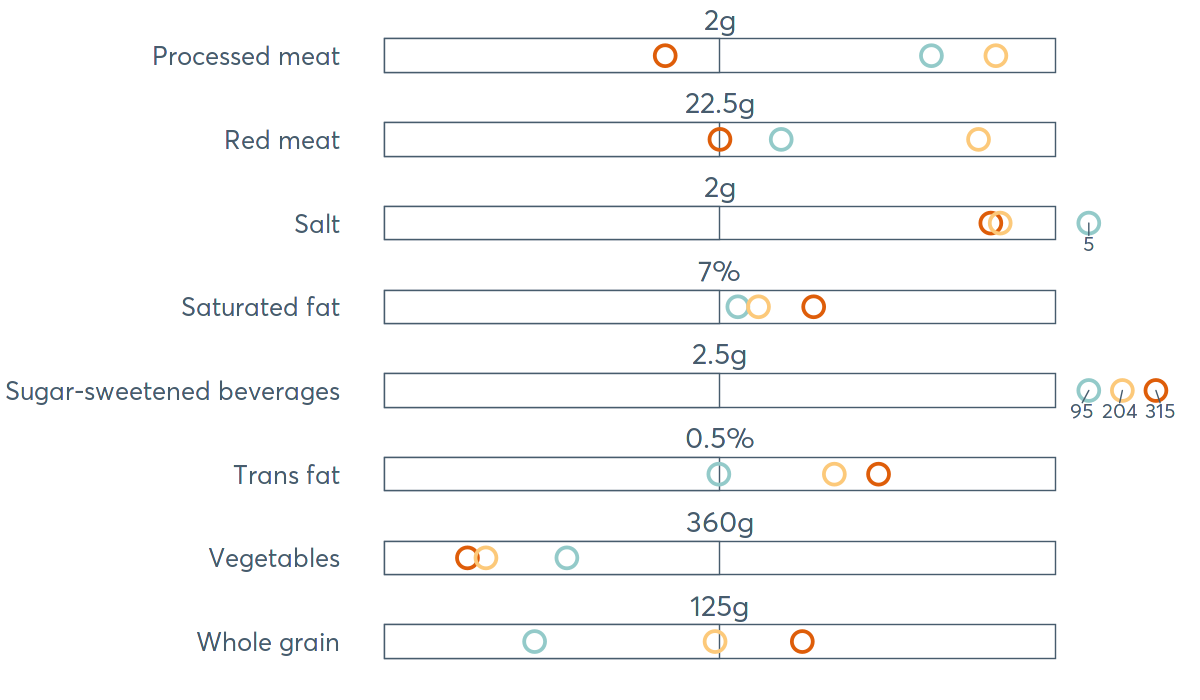 2g
Processed meat
22.5g
Red meat
2g
Salt
5
7%
Saturated fat
2.5g
Sugar-sweetened beverages
95 204 315
0.5%
Trans fat
360g
Vegetables
125g
Whole grain